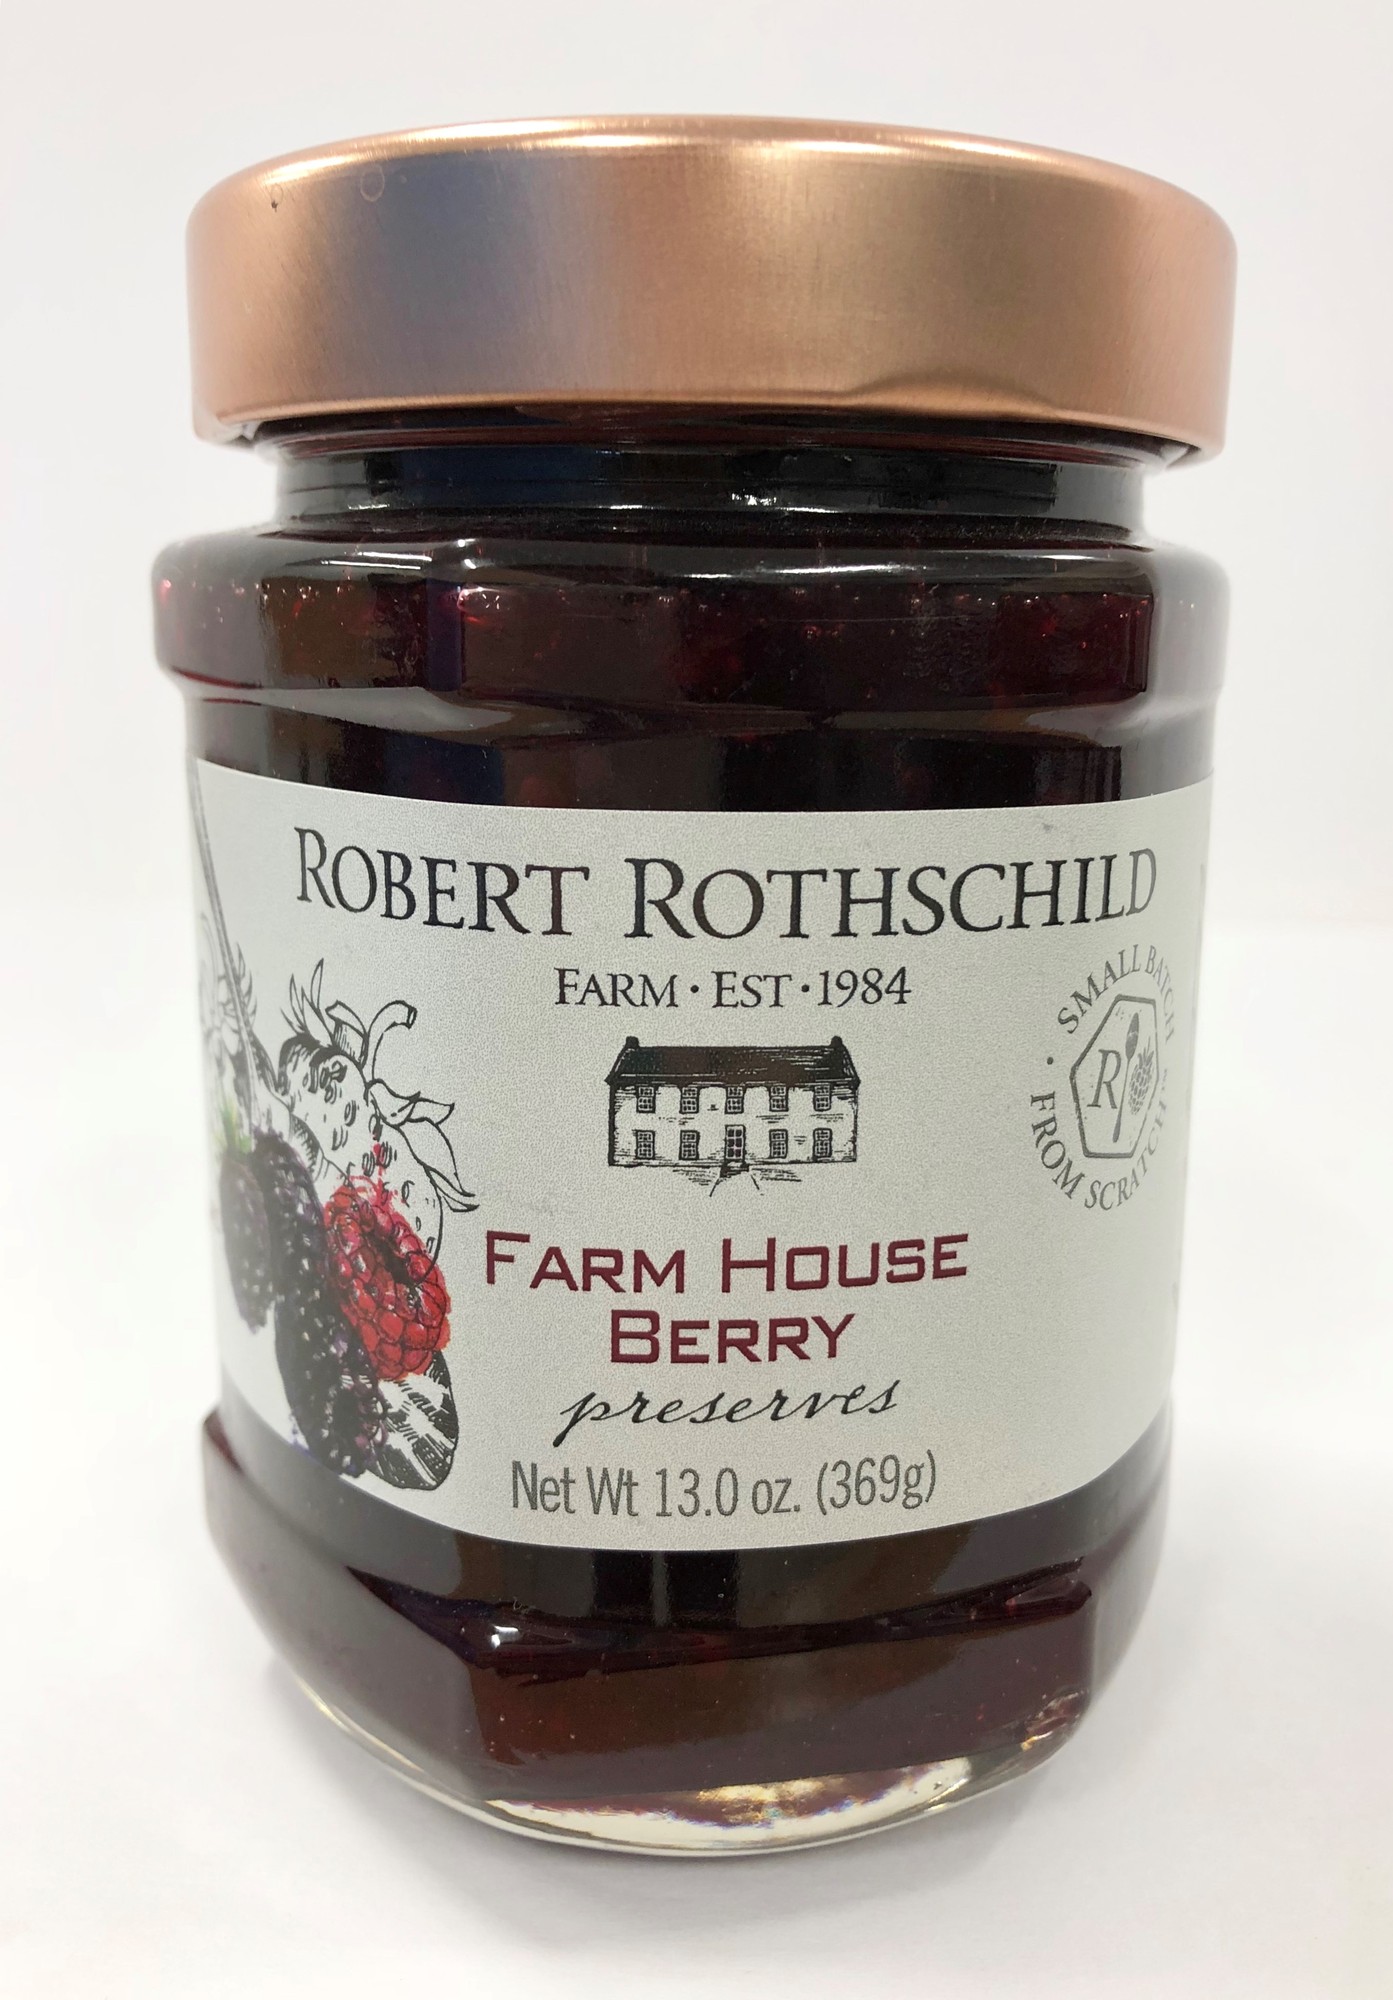 ROBERT ROTHSCHILD
FARM · EST · 1984
SMALL BATCH
R
· FROM SCRATCH
FARM HOUSE
BERRY
preserves
Net Wt 13.0 oz. (369g)